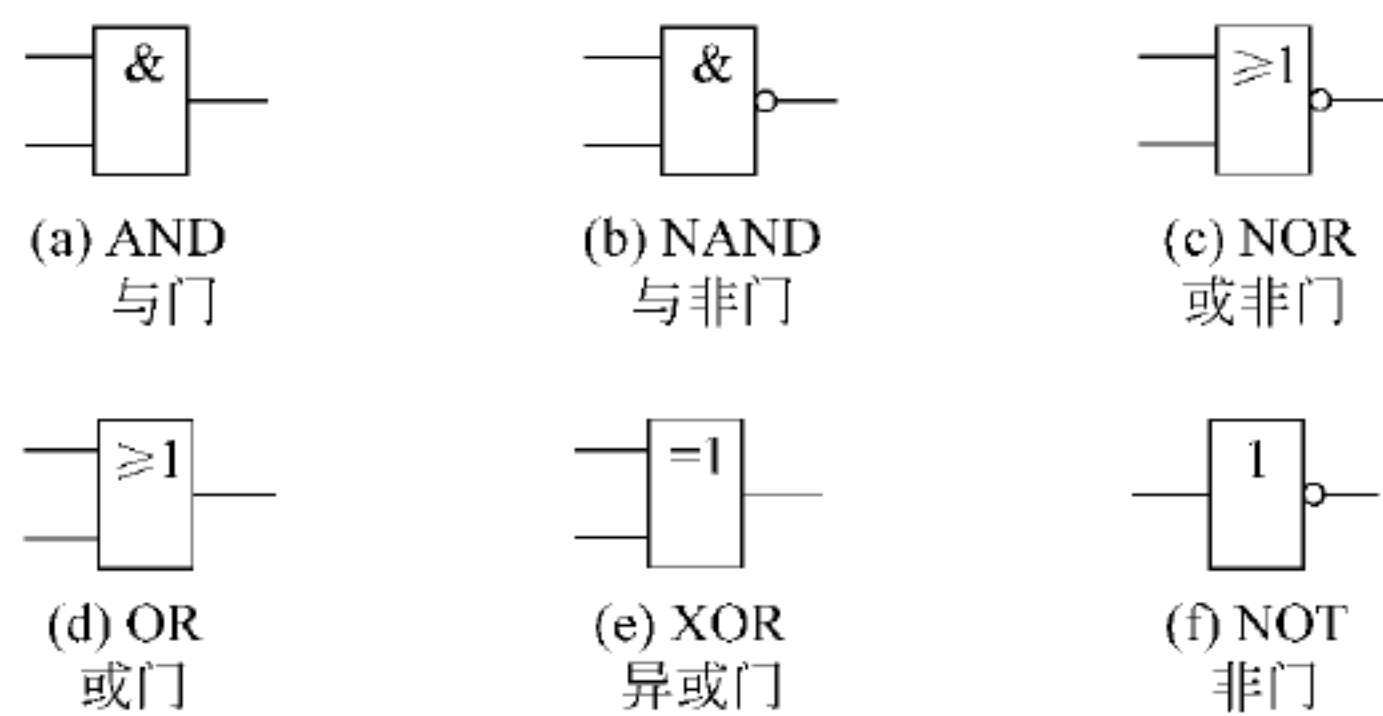 &
&
≥1
(a) AND
与门
(b) NAND
与非门
(c) NOR
或非门
≥1
=1
1
(d) OR
或门
(e) XOR
异或门
(f) NOT
非门